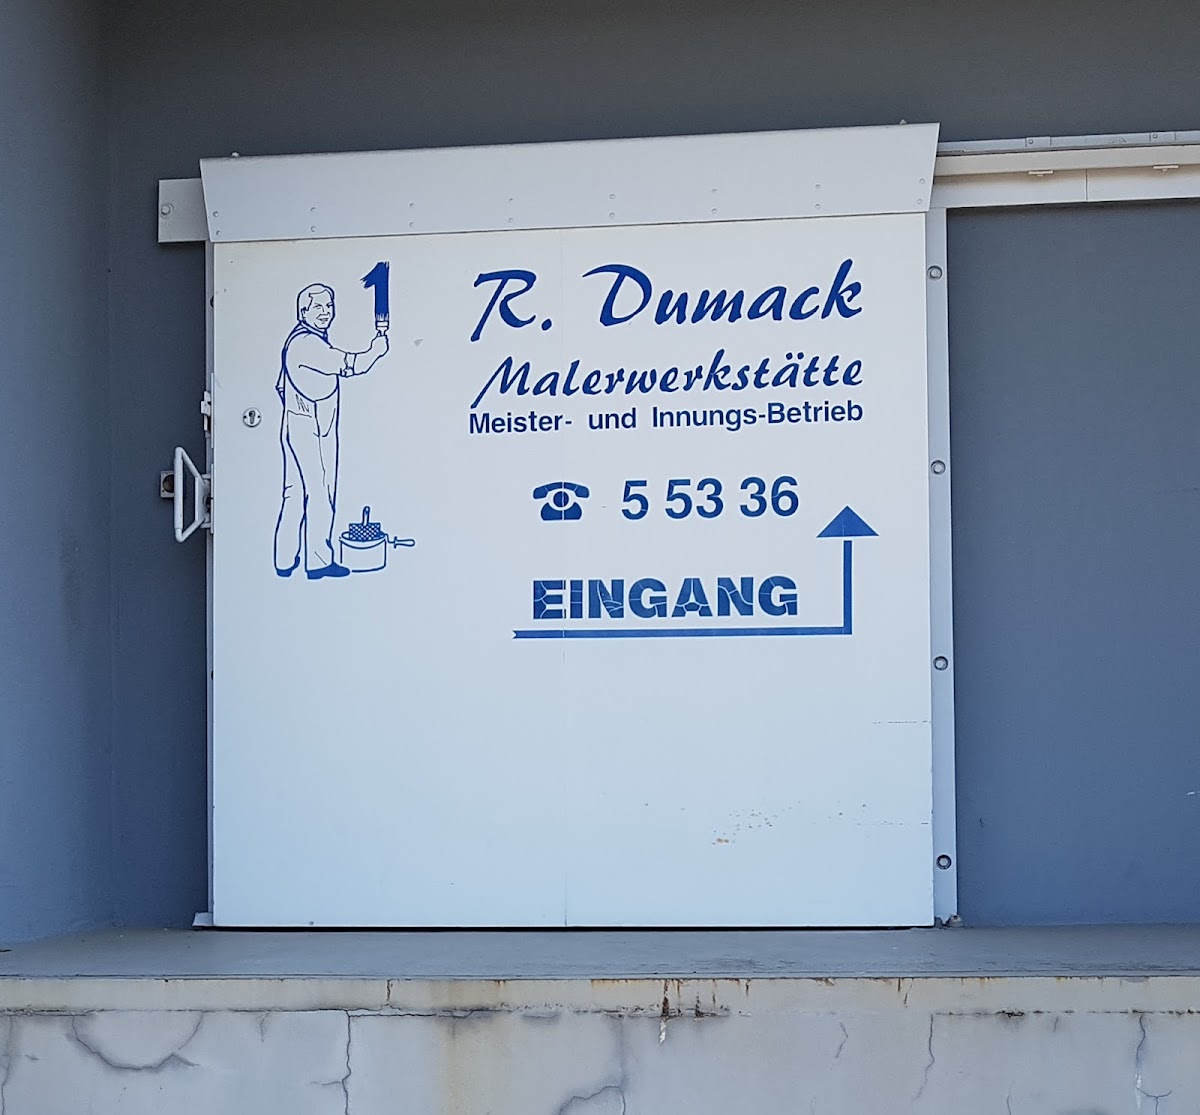 1
R. Dumack
Malerwerkstätte
Meister- und Innungs-Betrieb
☎ 5 53 36
EINGANG